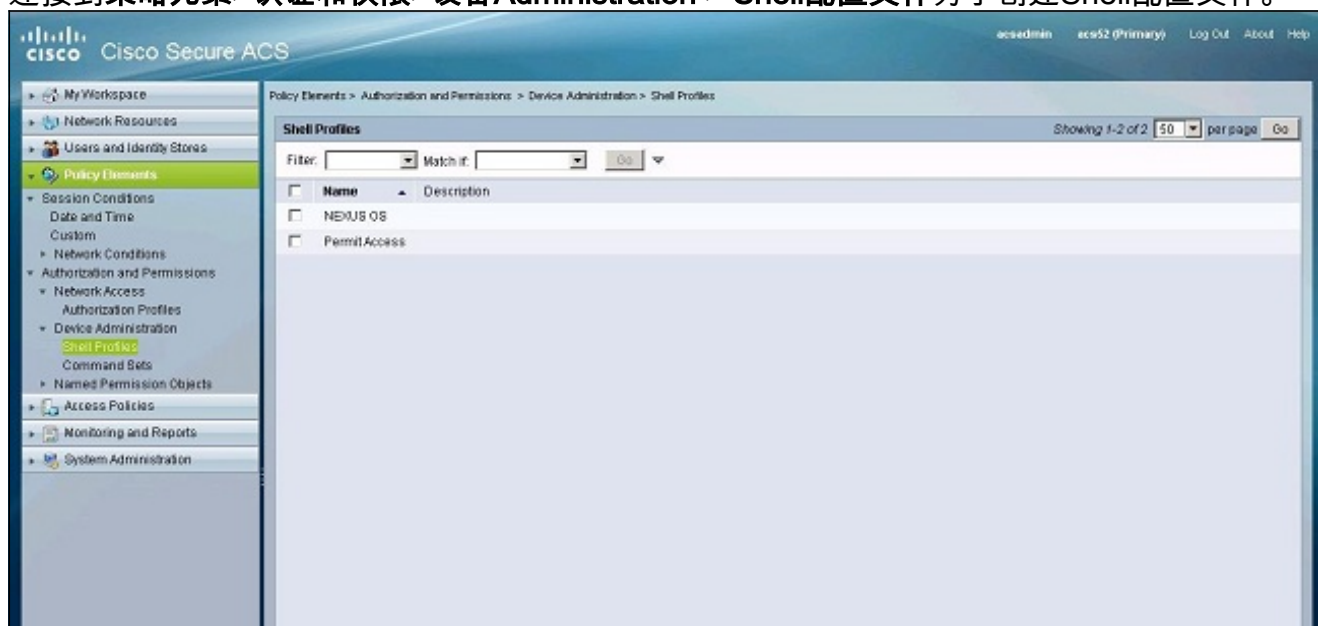 连接到策略元素>认证和权限>设备Administration > Shell配置文件为了创建Shell配置文件。
CISCO Cisco Secure ACS
acsadmin acs52 (Primary) Log Out About Help
My Workspace
Network Resources
Users and Identity Stores
Policy Elements
Session Conditions
Date and Time
Custom
Network Conditions
Authorization and Permissions
Network Access
Authorization Profiles
Device Administration
Shell Profiles
Command Sets
Named Permission Objects
Access Policies
Monitoring and Reports
System Administration
Policy Elements > Authorization and Permissions > Device Administration > Shell Profiles
Shell Profiles
Showing 1-2 of 2 50 per page Go
Filter: Match if: Go
Name Description
NEXUS OS
Permit Access